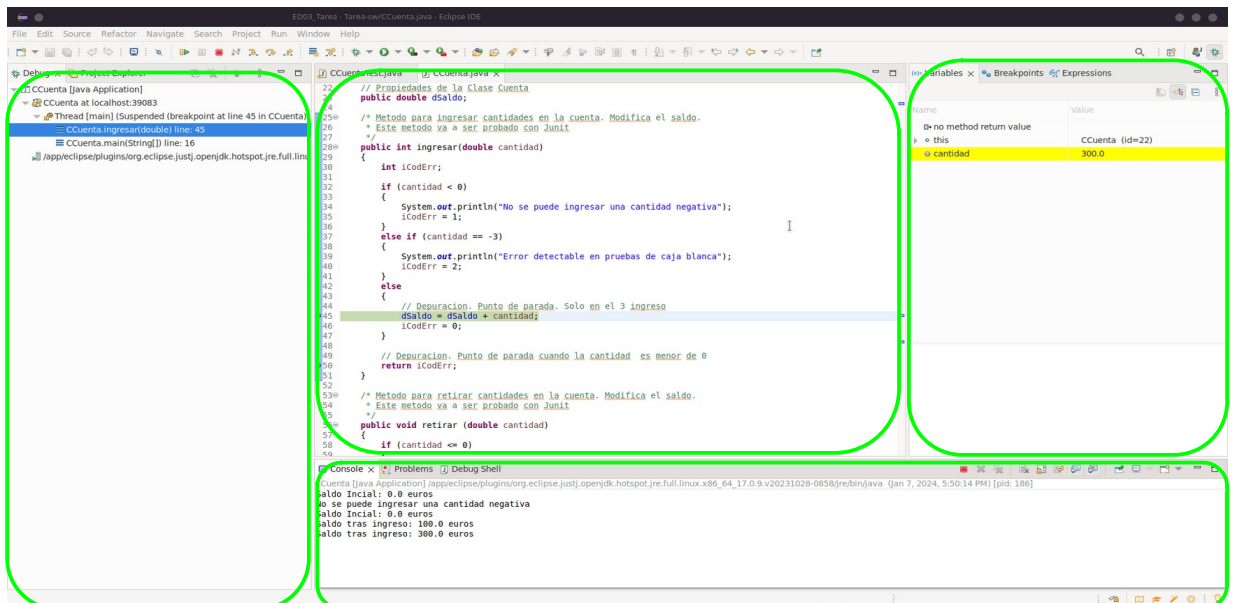 ED03_Tarea - Tarea-sw/CCuenta.java - Eclipse IDE
File Edit Source Refactor Navigate Search Project Run Window Help
Debug × Project Explorer
CCuenta [Java Application]
CCuenta at localhost:39083
Thread [main] (Suspended (breakpoint at line 45 in CCuenta)
CCuenta.ingresar(double) line: 45
CCuenta.main(String[]) line: 16
/app/eclipse/plugins/org.eclipse.justj.openjdk.hotspot.jre.full.linu
CCuentaTest.java CCuenta.java ×
22 // Propiedades de la Clase Cuenta
23 public double dSaldo;
24
25 /* Metodo para ingresar cantidades en la cuenta. Modifica el saldo.
26 * Este metodo va a ser probado con Junit
27 */
28 public int ingresar(double cantidad)
29 {
30 int iCodErr;
31
32 if (cantidad < 0)
33 {
34 System.out.println("No se puede ingresar una cantidad negativa");
35 iCodErr = 1;
36 }
37 else if (cantidad == -3)
38 {
39 System.out.println("Error detectable en pruebas de caja blanca");
40 iCodErr = 2;
41 }
42 else
43 {
44 // Depuracion. Punto de parada. Solo en el 3 ingreso
45 dSaldo = dSaldo + cantidad;
46 iCodErr = 0;
47 }
48
49 // Depuracion. Punto de parada cuando la cantidad es menor de 0
50 return iCodErr;
51 }
52
53 /* Metodo para retirar cantidades en la cuenta. Modifica el saldo.
54 * Este metodo va a ser probado con Junit
55 */
56 public void retirar (double cantidad)
57 {
58 if (cantidad <= 0)
59
Variables × Breakpoints Expressions
Name Value
no method return value
this CCuenta (id=22)
cantidad 300.0
Console × Problems Debug Shell
CCuenta [Java Application] /app/eclipse/plugins/org.eclipse.justj.openjdk.hotspot.jre.full.linux.x86_64_17.0.9.v20231028-0858/jre/bin/java (Jan 7, 2024, 5:50:14 PM) [pid: 186]
Saldo Incial: 0.0 euros
No se puede ingresar una cantidad negativa
Saldo Incial: 0.0 euros
Saldo tras ingreso: 100.0 euros
Saldo tras ingreso: 300.0 euros